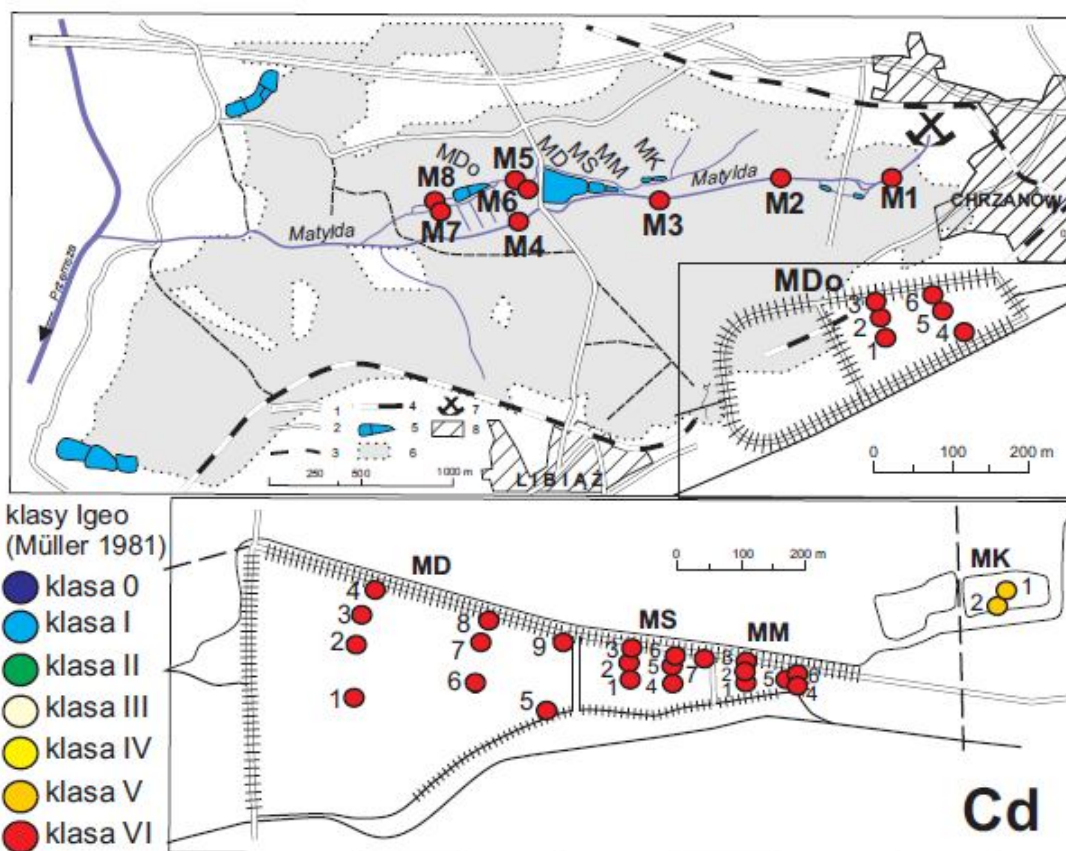 MDo
MD
MS
MM
MK
M8
M5
M6
M7
M4
M3
M2
M1
Matylda
Matylda
Przemsza
CHRZANÓW
LIBIĄŻ
1
2
3
4
5
6
7
8
250 500 1000 m
MDo
3
2
1
6
5
4
0 100 200 m
klasy Igeo
(Müller 1981)
klasa 0
klasa I
klasa II
klasa III
klasa IV
klasa V
klasa VI
MD
4
3
2
1
8
7
6
9
5
0 100 200 m
MS
3
2
1
6
5
4
7
MM
3
2
1
5
6
4
MK
1
2
Cd